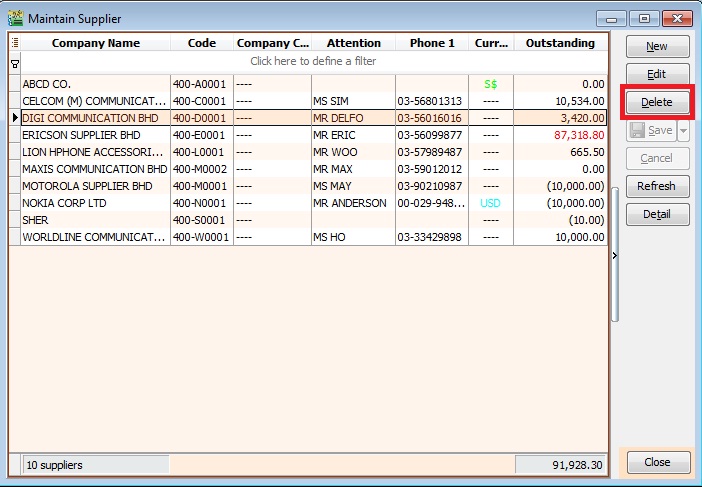 Maintain Supplier
Company Name Code Company C... Attention Phone 1 Curr... Outstanding
Click here to define a filter
ABCD CO. 400-A0001 ---- S$ 0.00
CELCOM (M) COMMUNICAT... 400-C0001 ---- MS SIM 03-56801313 ---- 10,534.00
DIGI COMMUNICATION BHD 400-D0001 ---- MR DELFO 03-56016016 ---- 3,420.00
ERICSON SUPPLIER BHD 400-E0001 ---- MR ERIC 03-56099877 ---- 87,318.80
LION HPHONE ACCESSORI... 400-L0001 ---- MR WOO 03-57989487 ---- 665.50
MAXIS COMMUNICATION BHD 400-M0002 ---- MR MAX 03-59012012 ---- 0.00
MOTOROLA SUPPLIER BHD 400-M0001 ---- MS MAY 03-90210987 ---- (10,000.00)
NOKIA CORP LTD 400-N0001 ---- MR ANDERSON 00-029-948... USD (10,000.00)
SHER 400-S0001 ---- ---- (10.00)
WORLDLINE COMMUNICAT... 400-W0001 ---- MS HO 03-33429898 ---- 10,000.00
10 suppliers 91,928.30
New
Edit
Delete
Save
Cancel
Refresh
Detail
Close